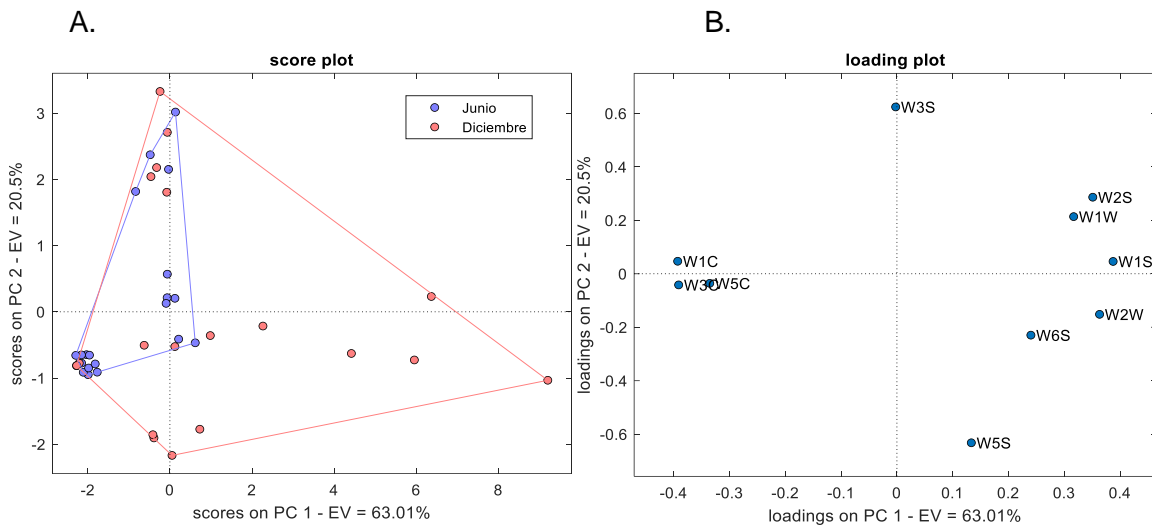 A.
score plot
3
2
1
0
-1
-2
-2
0
2
4
6
8
scores on PC 2 - EV = 20.5%
scores on PC 1 - EV = 63.01%
Junio
Diciembre
B.
loading plot
0.6
0.4
0.2
0
-0.2
-0.4
-0.6
-0.4
-0.3
-0.2
-0.1
0
0.1
0.2
0.3
0.4
loadings on PC 2 - EV = 20.5%
loadings on PC 1 - EV = 63.01%
W3S
W2S
W1W
W1C
W1S
W3C
W5C
W2W
W6S
W5S